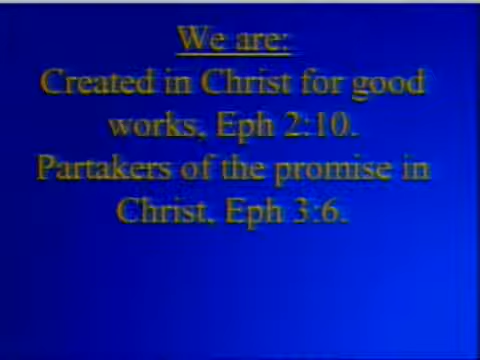 We are:
Created in Christ for good
works, Eph 2:10.
Partakers of the promise in
Christ, Eph 3:6.